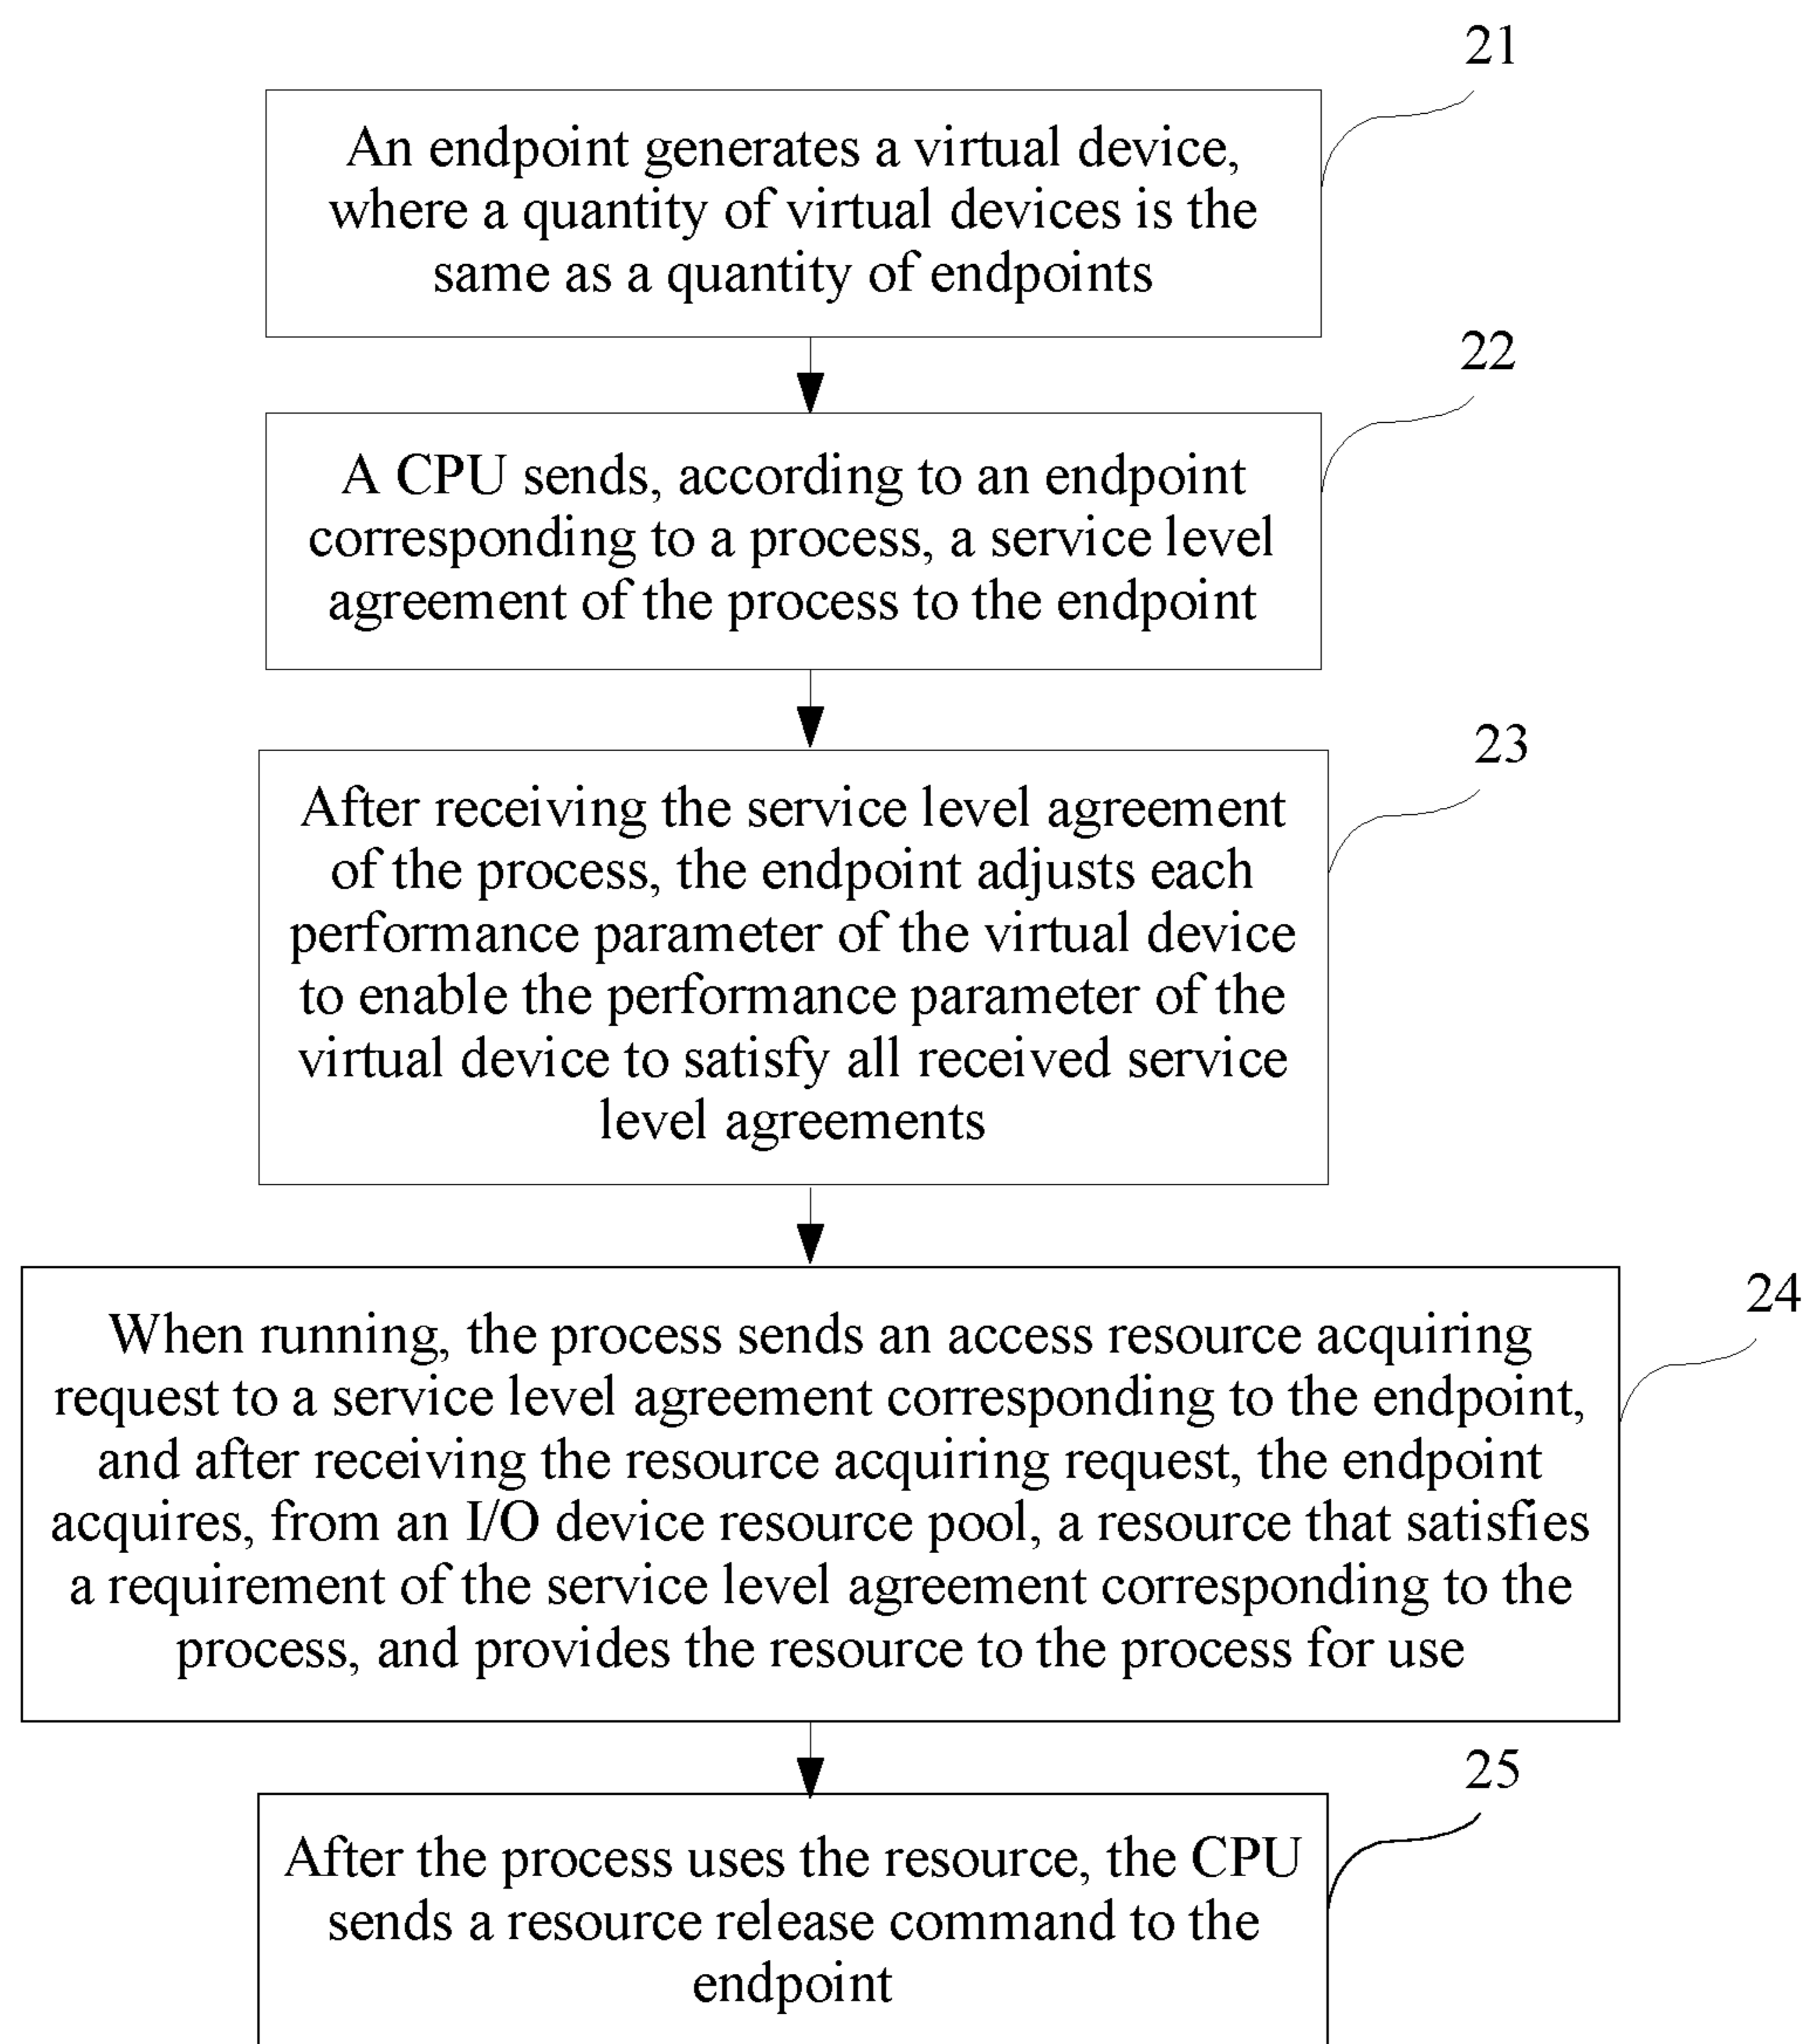 21
An endpoint generates a virtual device,
where a quantity of virtual devices is the
same as a quantity of endpoints
22
A CPU sends, according to an endpoint
corresponding to a process, a service level
agreement of the process to the endpoint
23
After receiving the service level agreement
of the process, the endpoint adjusts each
performance parameter of the virtual device
to enable the performance parameter of the
virtual device to satisfy all received service
level agreements
24
When running, the process sends an access resource acquiring
request to a service level agreement corresponding to the endpoint,
and after receiving the resource acquiring request, the endpoint
acquires, from an I/O device resource pool, a resource that satisfies
a requirement of the service level agreement corresponding to the
process, and provides the resource to the process for use
25
After the process uses the resource, the CPU
sends a resource release command to the
endpoint